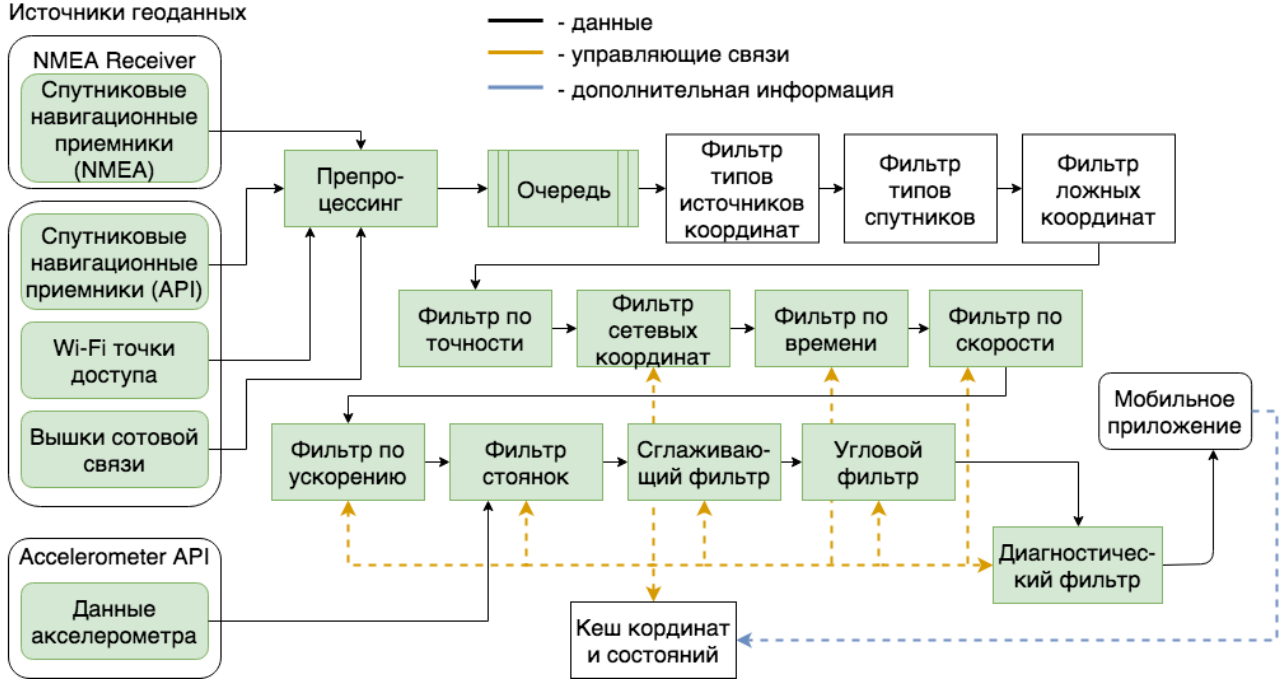 Источники геоданных
- данные
- управляющие связи
- дополнительная информация
NMEA Receiver
Спутниковые
навигационные
приемники
(NMEA)
Препро-
цессинг
Очередь
Фильтр
типов
источников
координат
Фильтр
типов
спутников
Фильтр
ложных
координат
Спутниковые
навигационные
приемники (API)
Wi-Fi точки
доступа
Вышки сотовой
связи
Фильтр по
точности
Фильтр
сетевых
координат
Фильтр по
времени
Фильтр по
скорости
Мобильное
приложение
Фильтр по
ускорению
Фильтр
стоянок
Сглаживаю-
щий фильтр
Угловой
фильтр
Диагностичес-
кий фильтр
Accelerometer API
Данные
акселерометра
Кеш кординат
и состояний